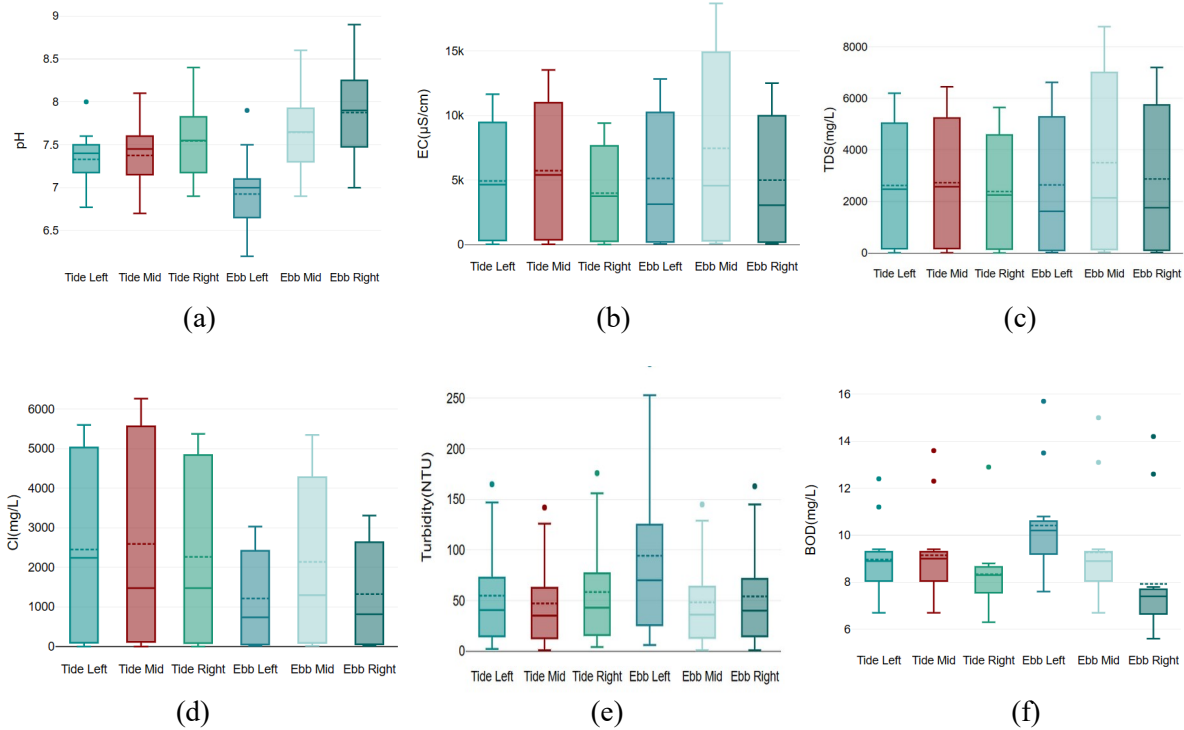 pH
9
8.5
8
7.5
7
6.5
Tide Left Tide Mid Tide Right Ebb Left Ebb Mid Ebb Right
(a)
EC(µS/cm)
15k
10k
5k
0
Tide Left Tide Mid Tide Right Ebb Left Ebb Mid Ebb Right
(b)
TDS(mg/L)
8000
6000
4000
2000
0
Tide Left Tide Mid Tide Right Ebb Left Ebb Mid Ebb Right
(c)
Cl(mg/L)
6000
5000
4000
3000
2000
1000
0
Tide Left Tide Mid Tide Right Ebb Left Ebb Mid Ebb Right
(d)
Turbidity(NTU)
250
200
150
100
50
0
Tide Left Tide Mid Tide Right Ebb Left Ebb Mid Ebb Right
(e)
BOD(mg/L)
16
14
12
10
8
6
Tide Left Tide Mid Tide Right Ebb Left Ebb Mid Ebb Right
(f)